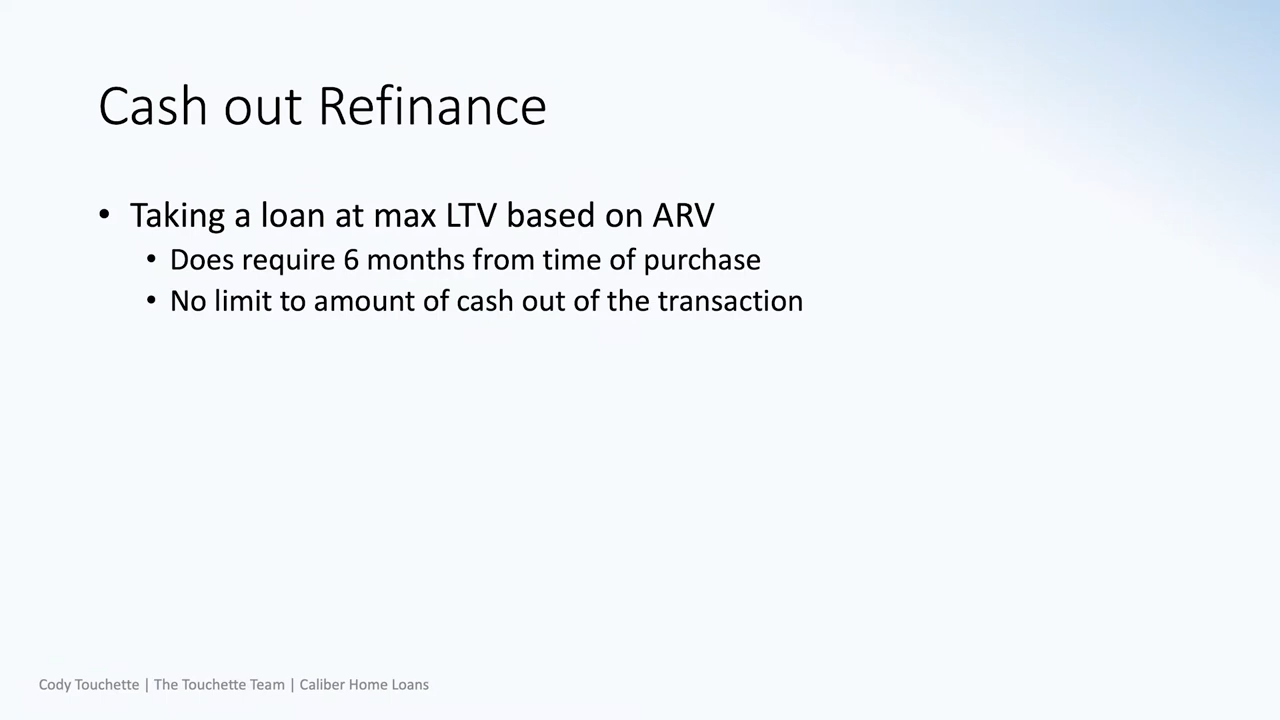 Cash out Refinance
• Taking a loan at max LTV based on ARV
• Does require 6 months from time of purchase
• No limit to amount of cash out of the transaction
Cody Touchette | The Touchette Team | Caliber Home Loans